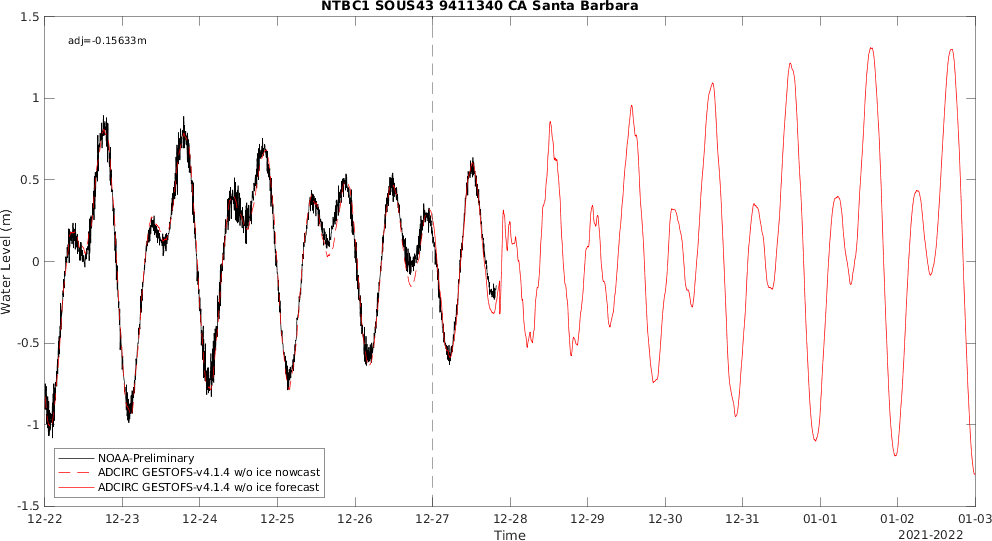 NTBC1 SOUS43 9411340 CA Santa Barbara
1.5
adj=-0.15633m
1
0.5
0
-0.5
-1
-1.5
Water Level (m)
NOAA-Preliminary
ADCIRC GESTOFS-v4.1.4 w/o ice nowcast
ADCIRC GESTOFS-v4.1.4 w/o ice forecast
12-22 12-23 12-24 12-25 12-26 12-27 12-28 12-29 12-30 12-31 01-01 01-02 01-03
Time
2021-2022